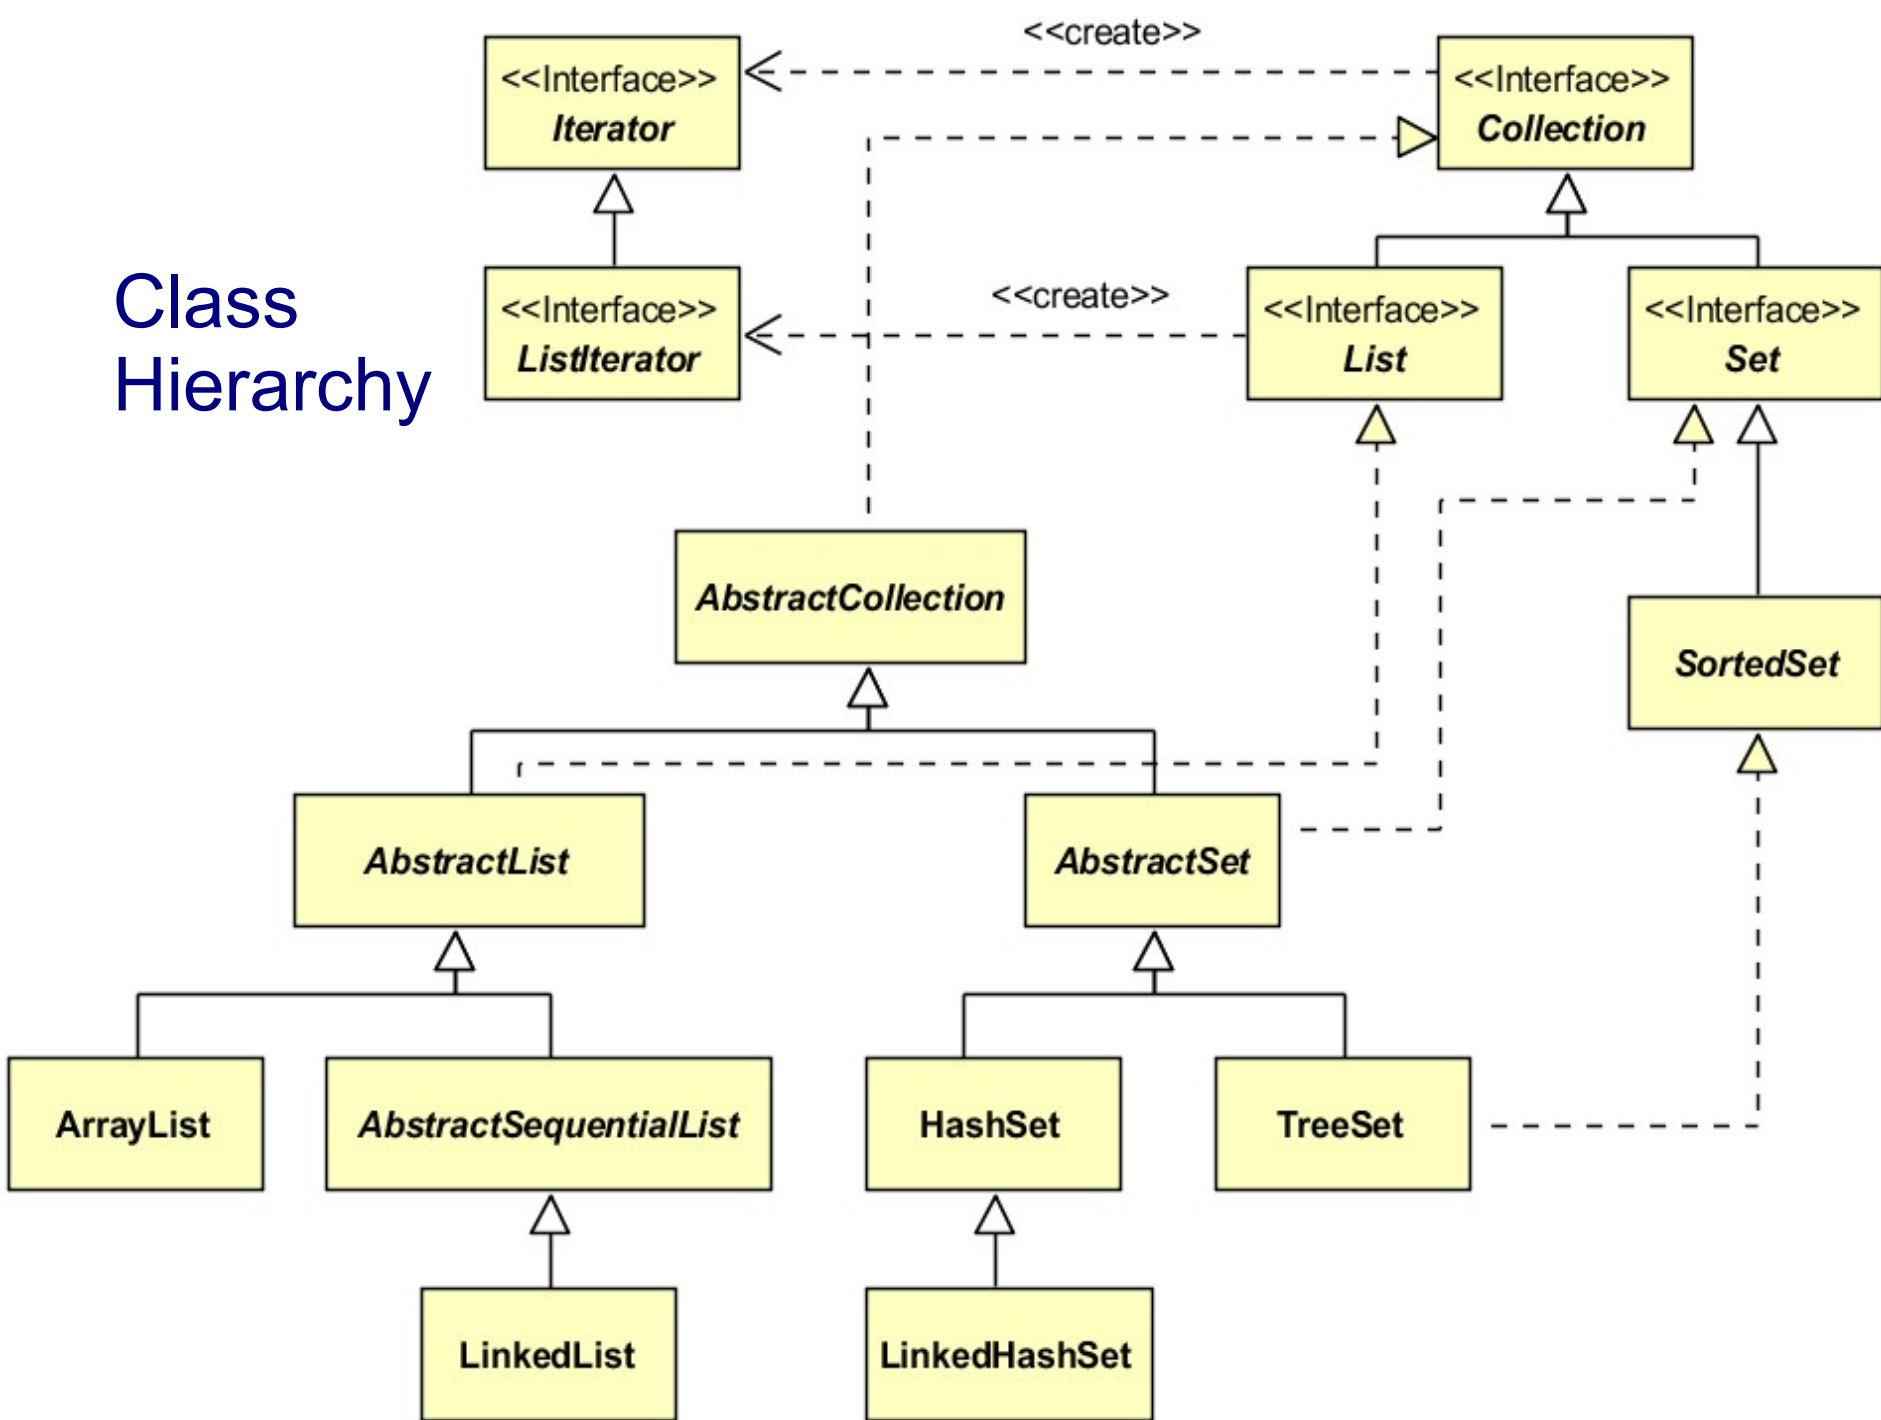 <<create>>
<<Interface>>
Iterator
<<Interface>>
Collection
Class
Hierarchy
<<Interface>>
ListIterator
<<create>>
<<Interface>>
List
<<Interface>>
Set
AbstractCollection
SortedSet
AbstractList
AbstractSet
ArrayList
AbstractSequentialList
HashSet
TreeSet
LinkedList
LinkedHashSet